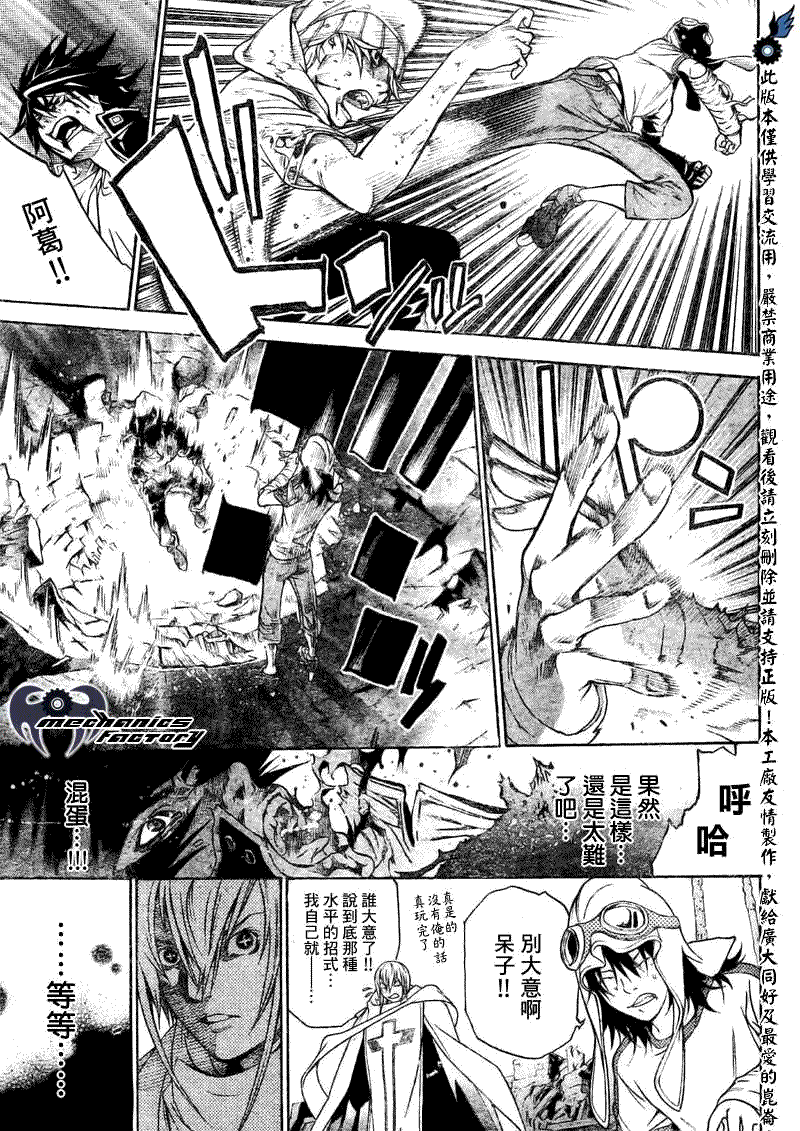 阿葛!!
果然
是這樣…
還是太難
了吧…
呼
哈
混蛋…!!!
別大意啊
呆子!!
真是的
沒有俺的話
真玩完了
誰大意了!!
說到底那種
水平的招式…
我自己就──
……等等……
mechanics
factory
此版本僅供學習交流用，嚴禁商業用途，觀看後請立刻刪除並請支持正版！本工廠友情製作，獻給廣大同好及最愛的崑崙